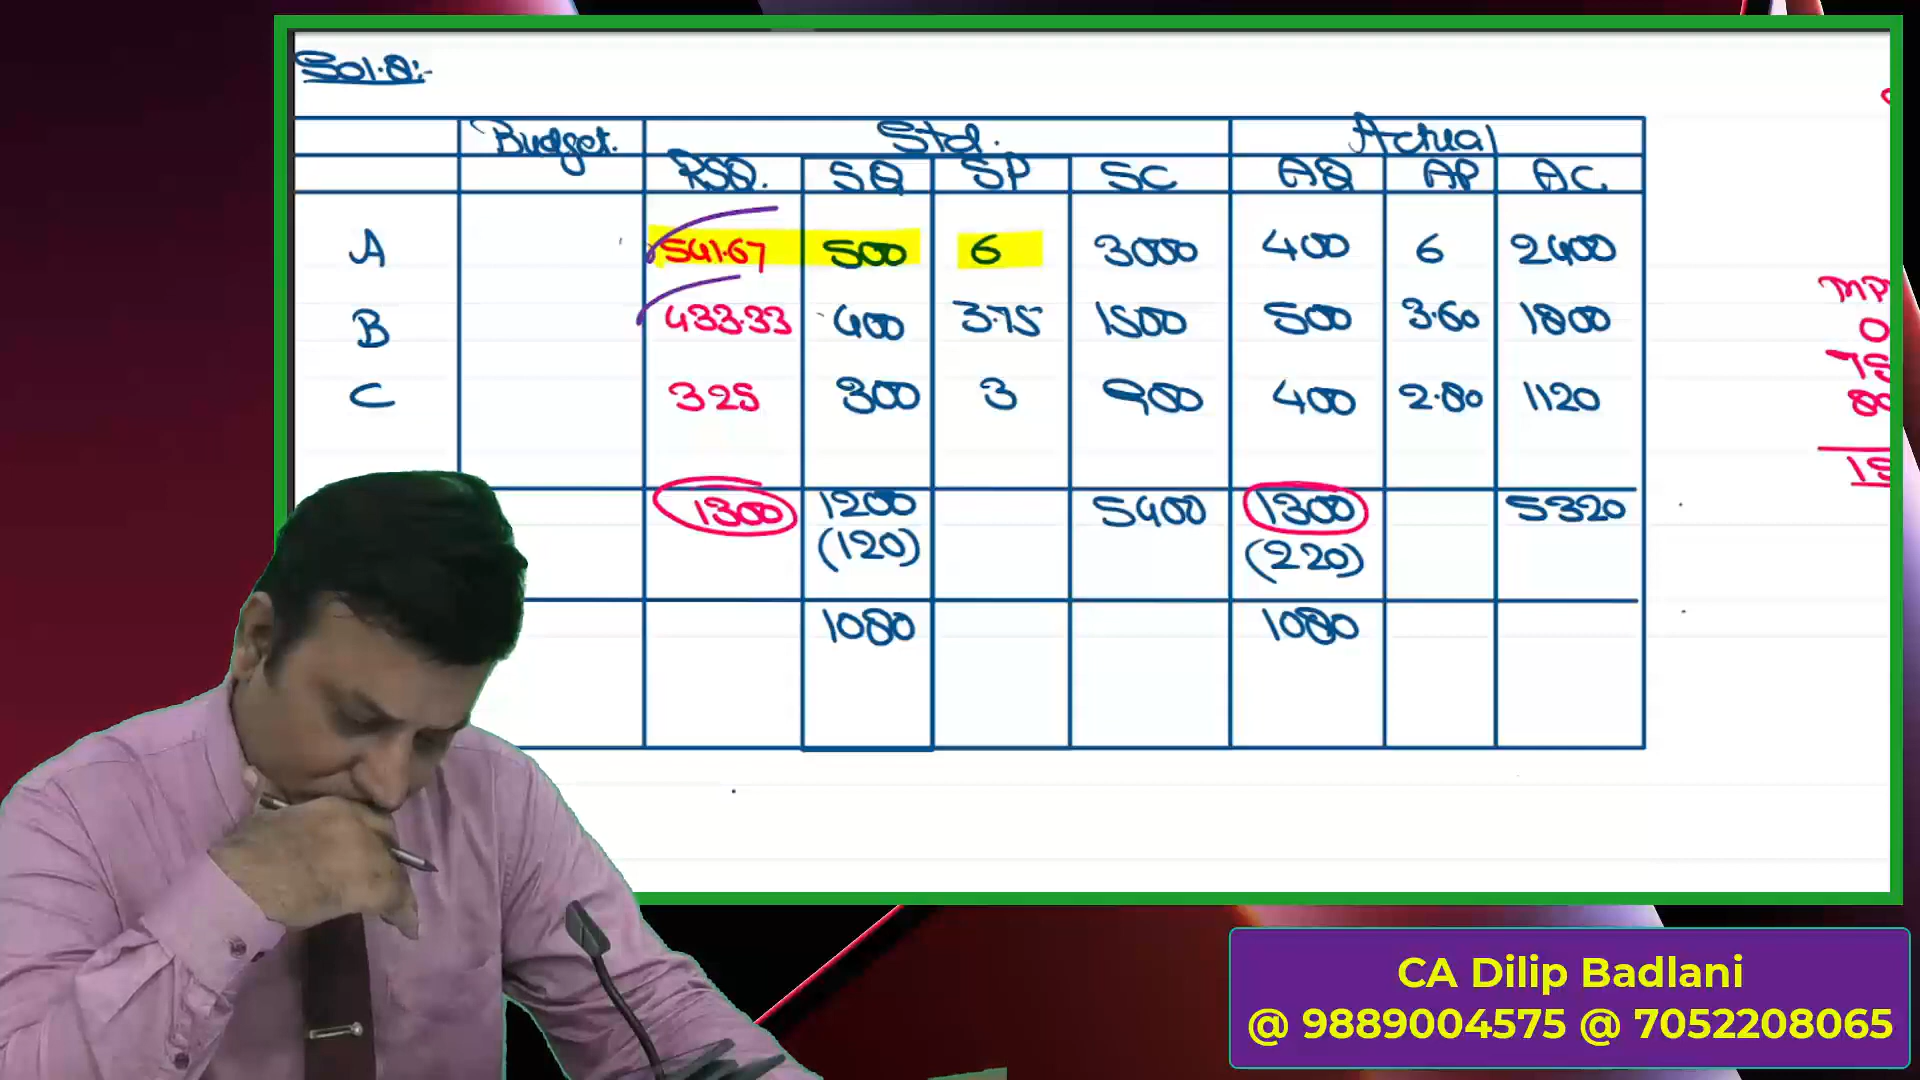 Sol.8:-
Budget. Std. Actual
RSQ. SQ SP SC AQ AP AC
A 541.67 500 6 3000 400 6 2400
B 433.33 400 3.75 1500 500 3.60 1800
C 325 300 3 900 400 2.80 1120
1300 1200 5400 1300 5320
(120) (220)
1080 1080
MP
CA Dilip Badlani
@ 9889004575 @ 7052208065